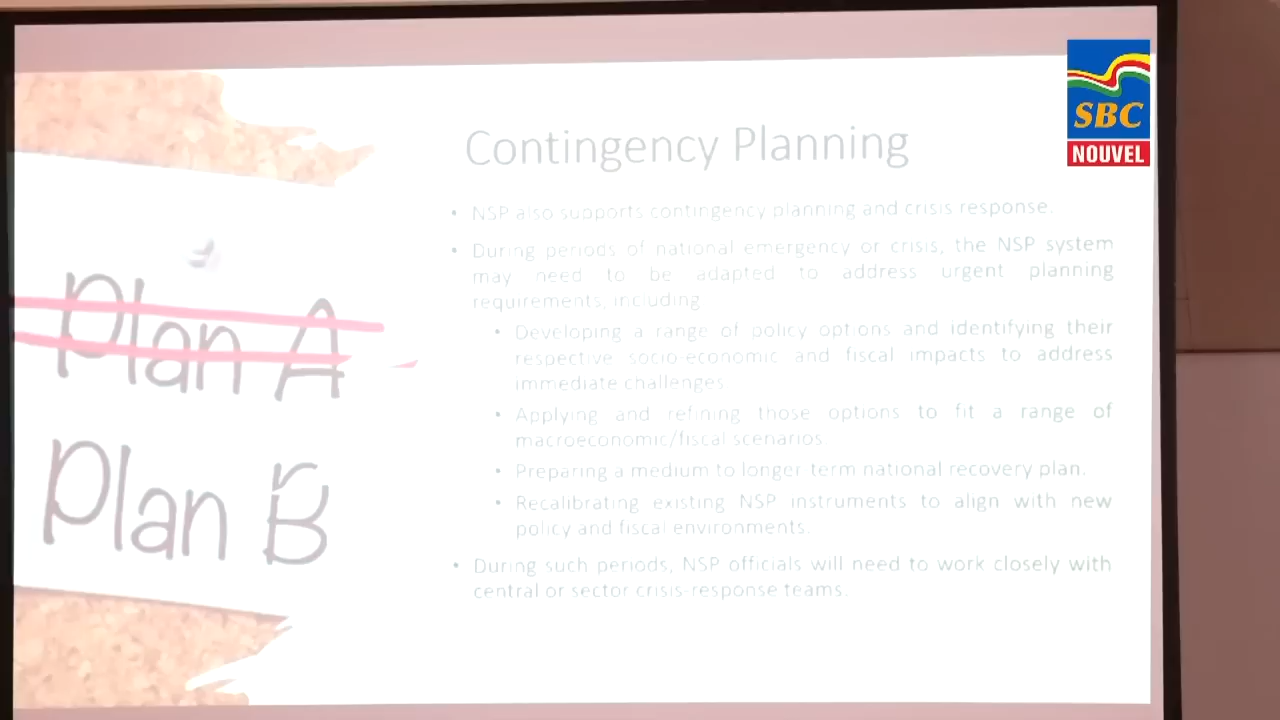 SBC
NOUVEL
Contingency Planning
• NSP also supports contingency planning and crisis response.
• During periods of national emergency or crisis, the NSP system
may need to be adapted to address urgent planning
requirements, including
• Developing a range of policy options and identifying their
respective socio-economic and fiscal impacts to address
immediate challenges.
• Applying and refining those options to fit a range of
macroeconomic/fiscal scenarios
• Preparing a medium to longer term national recovery plan.
• Recalibrating existing NSP instruments to align with new
policy and fiscal environments.
• During such periods, NSP officials will need to work closely with
central or sector crisis-response teams.
Plan A
Plan B